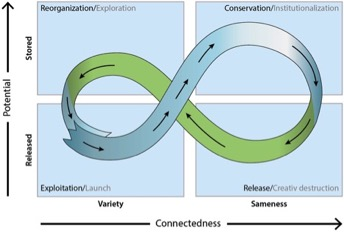 Reorganization/Exploration
Conservation/Institutionalization
Stored
Potential
Released
Exploitation/Launch
Release/Creativ destruction
Variety
Sameness
Connectedness